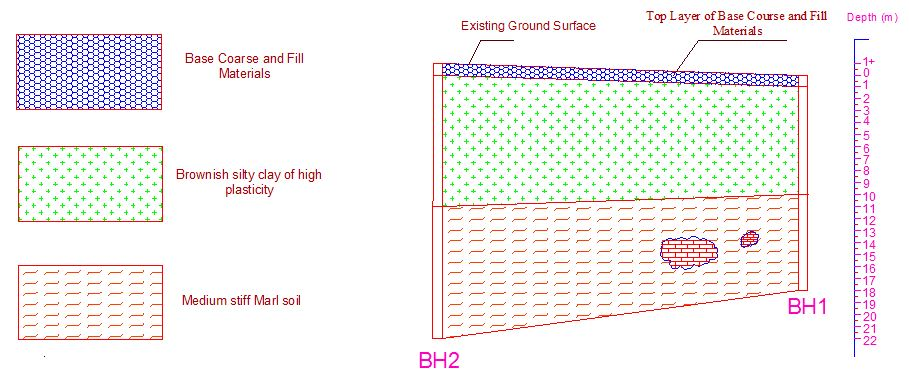 Base Coarse and Fill
Materials
Brownish silty clay of high
plasticity
Medium stiff Marl soil
Existing Ground Surface
Top Layer of Base Course and Fill
Materials
Depth (m)
1+
0
1
2
3
4
5
6
7
8
9
10
11
12
13
14
15
16
17
18
19
20
21
22
BH1
BH2